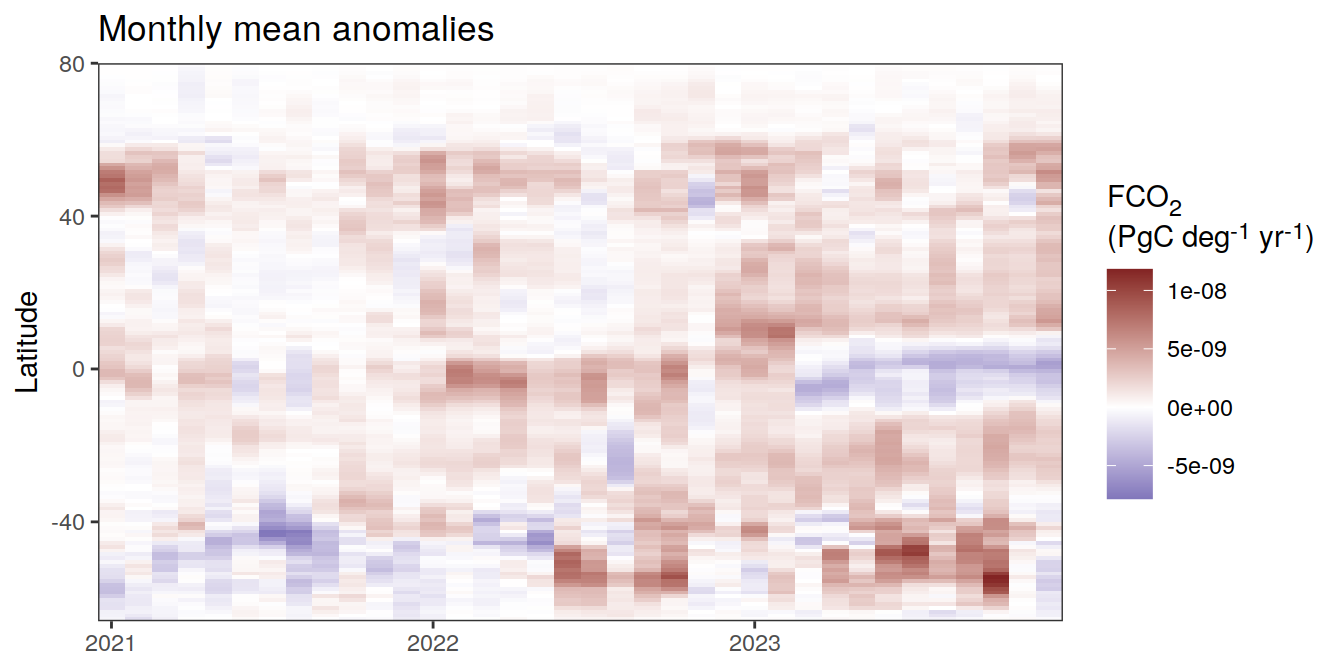 Monthly mean anomalies
80
40
0
-40
Latitude
2021 2022 2023
FCO₂
(PgC deg⁻¹ yr⁻¹)
1e-08
5e-09
0e+00
-5e-09